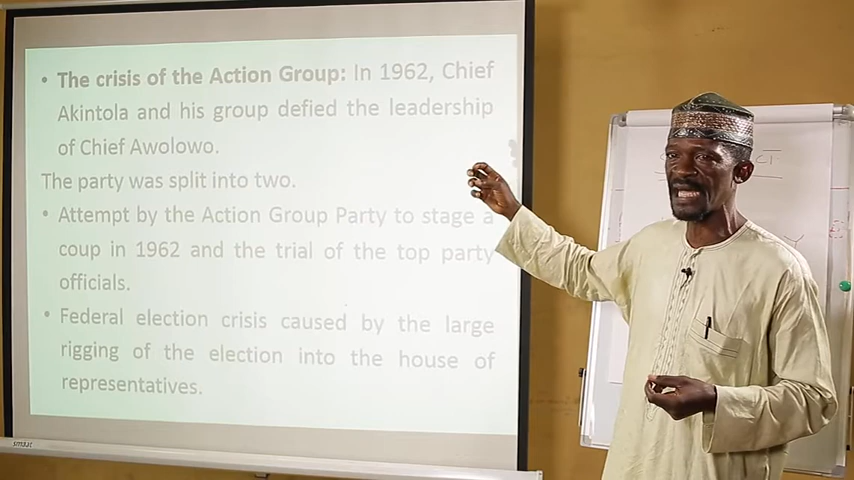 • The crisis of the Action Group: In 1962, Chief
Akintola and his group defied the leadership
of Chief Awolowo.
The party was split into two.
• Attempt by the Action Group Party to stage a
coup in 1962 and the trial of the top party
officials.
• Federal election crisis caused by the large
rigging of the election into the house of
representatives.